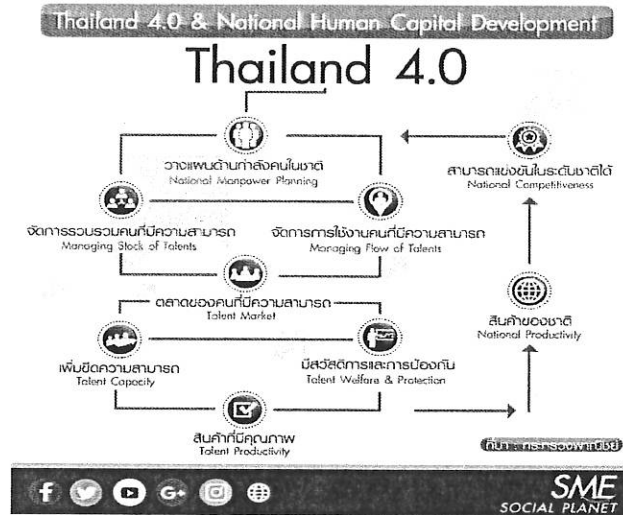 Thailand 4.0 & National Human Capital Development
Thailand 4.0
วางแผนด้านกำลังคนในชาติ
National Manpower Planning
สามารถแข่งขันในระดับชาติได้
National Competitiveness
จัดการรวบรวมคนที่มีความสามารถ
Managing Stock of Talents
จัดการการใช้งานคนที่มีความสามารถ
Managing Flow of Talents
ตลาดของคนที่มีความสามารถ
Talent Market
สินค้าของชาติ
National Productivity
เพิ่มขีดความสามารถ
Talent Capacity
มีสวัสดิการและการป้องกัน
Talent Welfare & Protection
สินค้าที่มีคุณภาพ
Talent Productivity
ที่มา : กระทรวงพาณิชย์
f G+
SME
SOCIAL PLANET